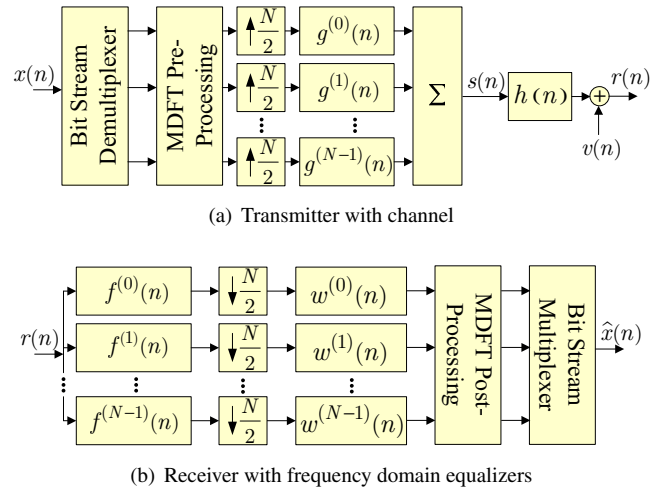 x(n)
Bit Stream Demultiplexer
MDFT Pre-Processing
↑ N/2
g^(0)(n)
↑ N/2
g^(1)(n)
↑ N/2
g^(N−1)(n)
Σ
s(n)
h(n)
+
r(n)
v(n)
(a) Transmitter with channel
r(n)
f^(0)(n)
↓ N/2
w^(0)(n)
f^(1)(n)
↓ N/2
w^(1)(n)
f^(N−1)(n)
↓ N/2
w^(N−1)(n)
MDFT Post-Processing
Bit Stream Multiplexer
x̂(n)
(b) Receiver with frequency domain equalizers